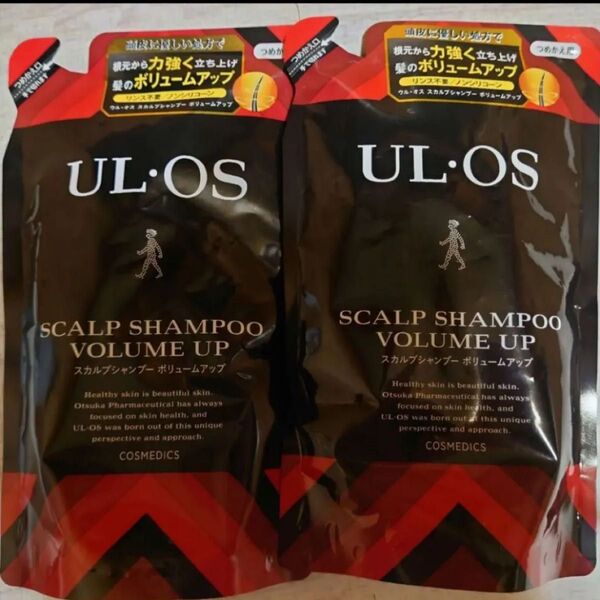 頭皮に優しい処方で
根元から力強く立ち上げ
髪のボリュームアップ
リンス不要 ノンシリコーン
ウル・オス スカルプシャンプー ボリュームアップ
つめかえ用
つめかえ口
UL·OS
SCALP SHAMPOO
VOLUME UP
スカルプシャンプー ボリュームアップ
Healthy skin is beautiful skin.
Otsuka Pharmaceutical has always
focused on skin health, and
UL·OS was born out of this unique
perspective and approach.
COSMEDICS
頭皮に優しい処方で
根元から力強く立ち上げ
髪のボリュームアップ
リンス不要 ノンシリコーン
ウル・オス スカルプシャンプー ボリュームアップ
つめかえ用
つめかえ口
UL·OS
SCALP SHAMPOO
VOLUME UP
スカルプシャンプー ボリュームアップ
Healthy skin is beautiful skin.
Otsuka Pharmaceutical has always
focused on skin health, and
UL·OS was born out of this unique
perspective and approach.
COSMEDICS